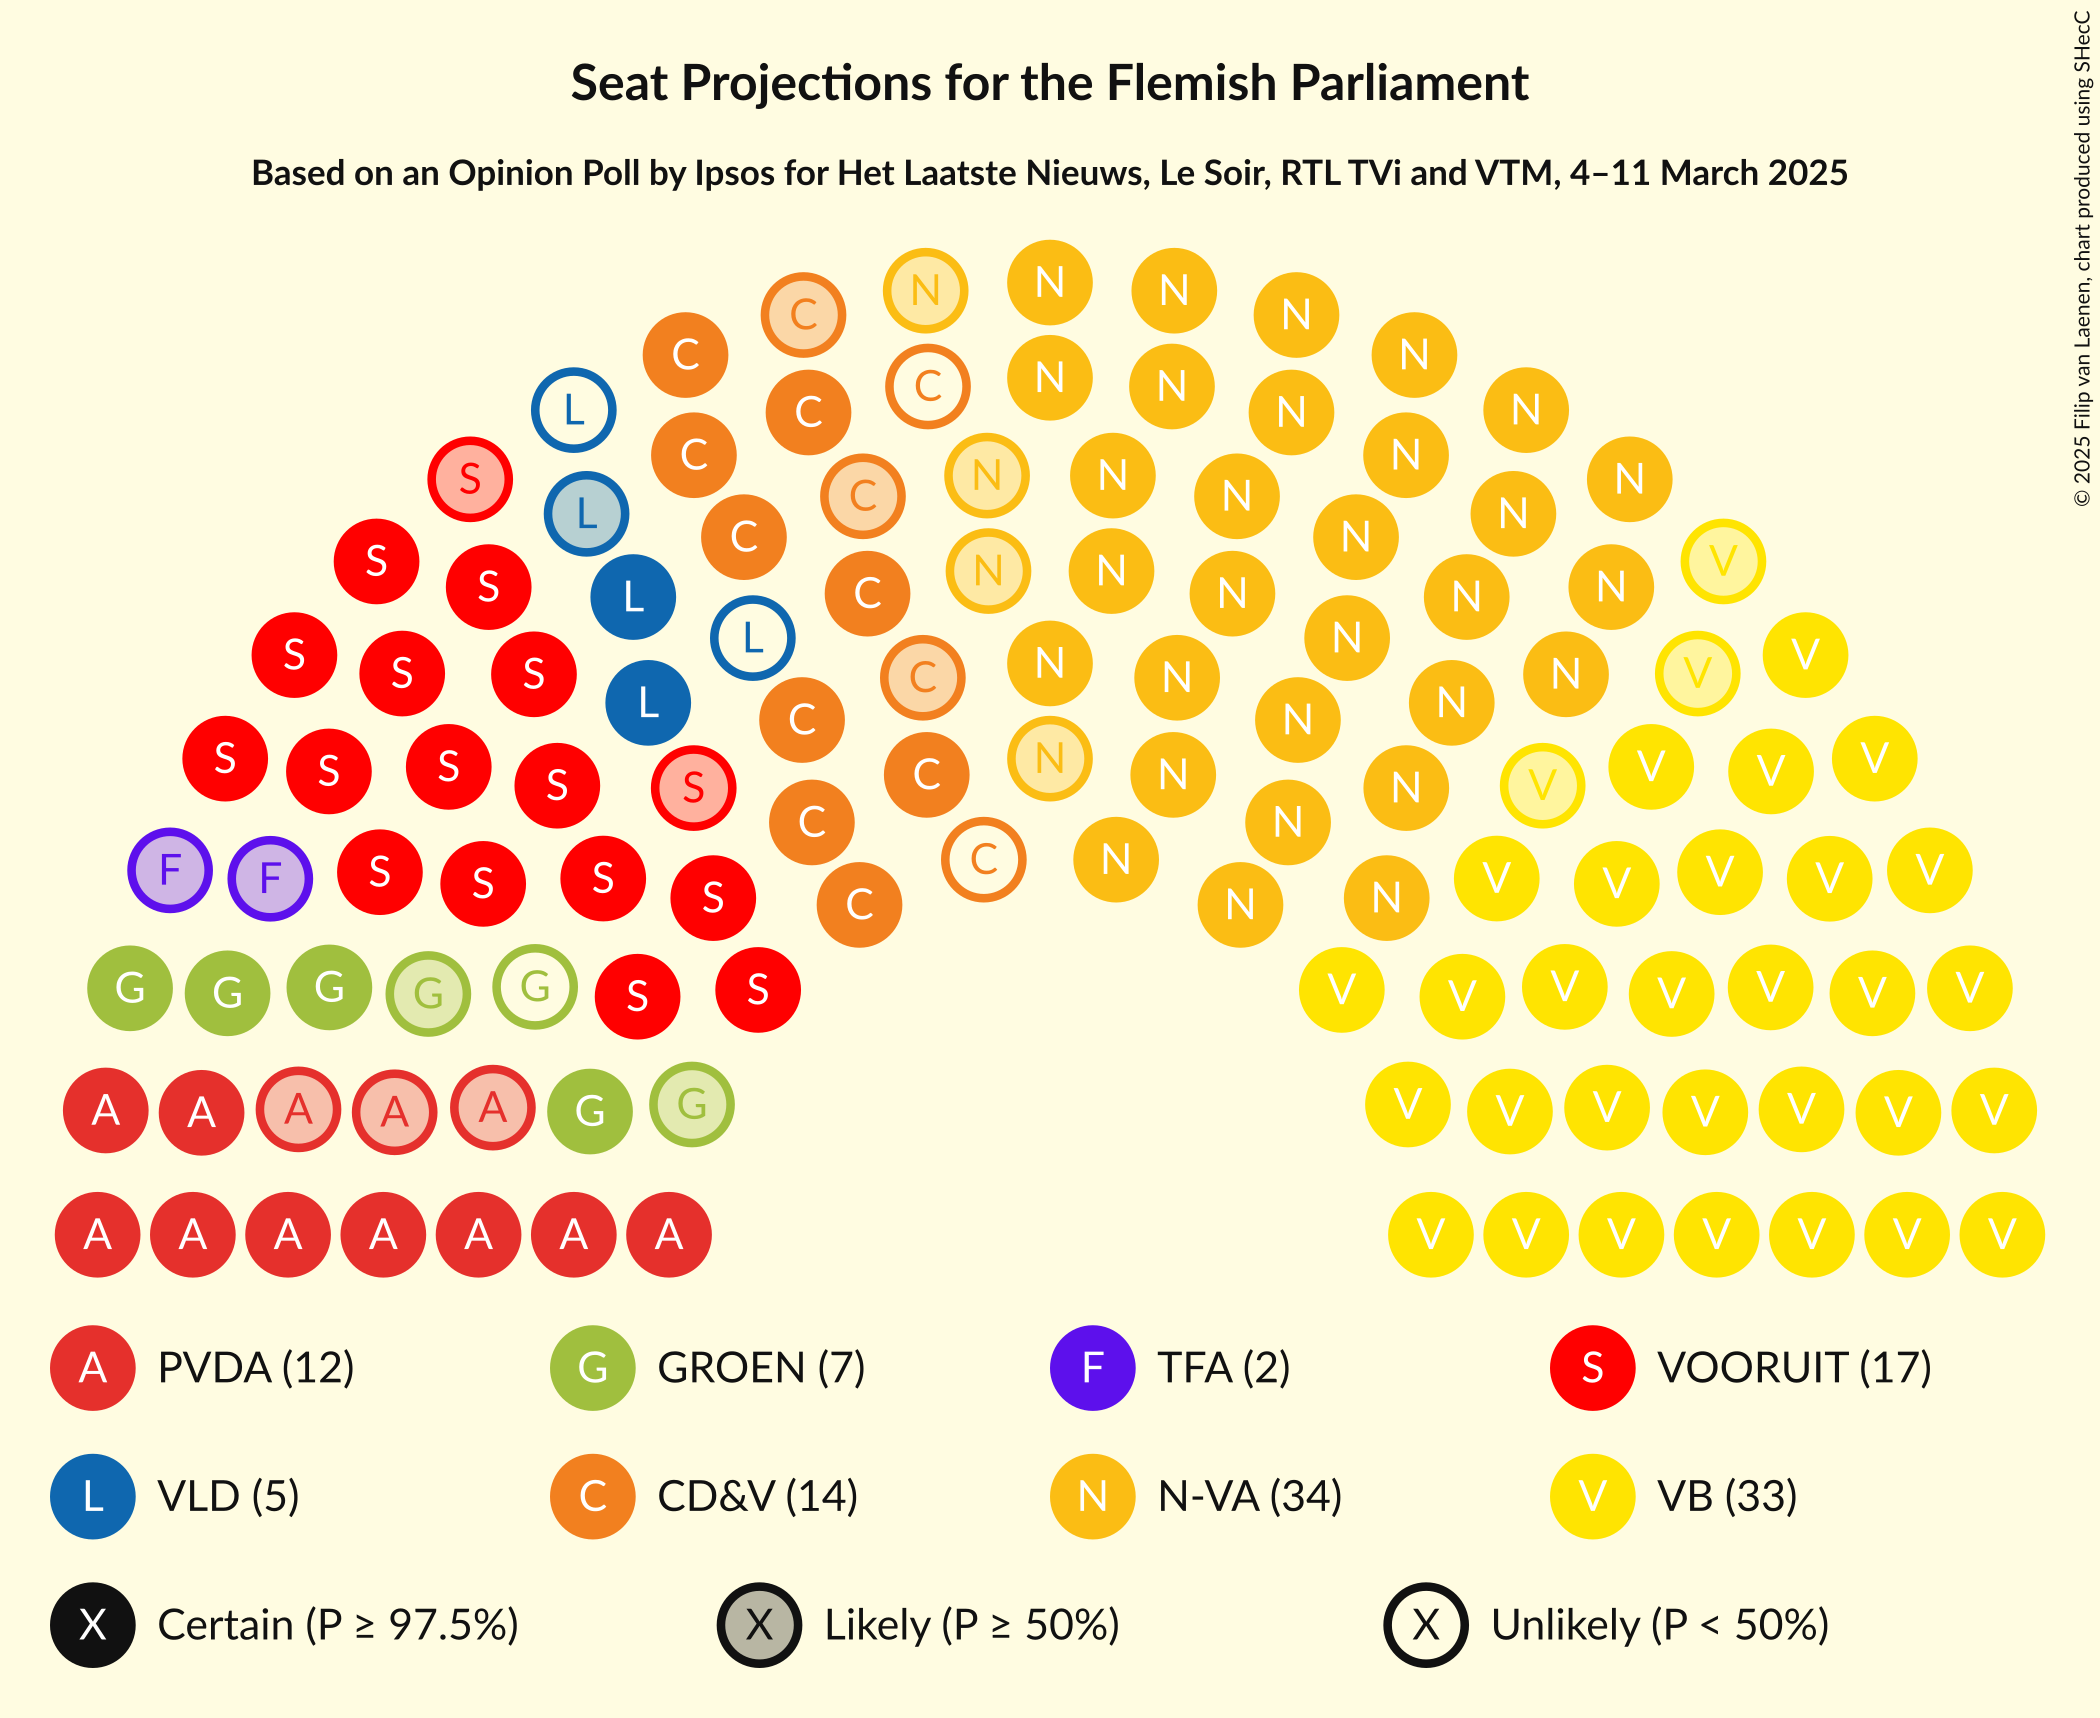 Seat Projections for the Flemish Parliament
Based on an Opinion Poll by Ipsos for Het Laatste Nieuws, Le Soir, RTL TVi and VTM, 4–11 March 2025
© 2025 Filip van Laenen, chart produced using SHecC
N N N
C N N
C C N N
L C N N N
C N N
S L C C N N N N
S S L C C N N N N N V
S S S L L C C N N N N N N V V
S S S S S C C C N N N N V V V V
F F S S S S C C N N N V V V V V
G G G G G S S V V V V V V V
A A A A A G G V V V V V V V
A A A A A A A V V V V V V V
A PVDA (12) G GROEN (7) F TFA (2) S VOORUIT (17)
L VLD (5) C CD&V (14) N N-VA (34) V VB (33)
X Certain (P ≥ 97.5%) X Likely (P ≥ 50%) X Unlikely (P < 50%)